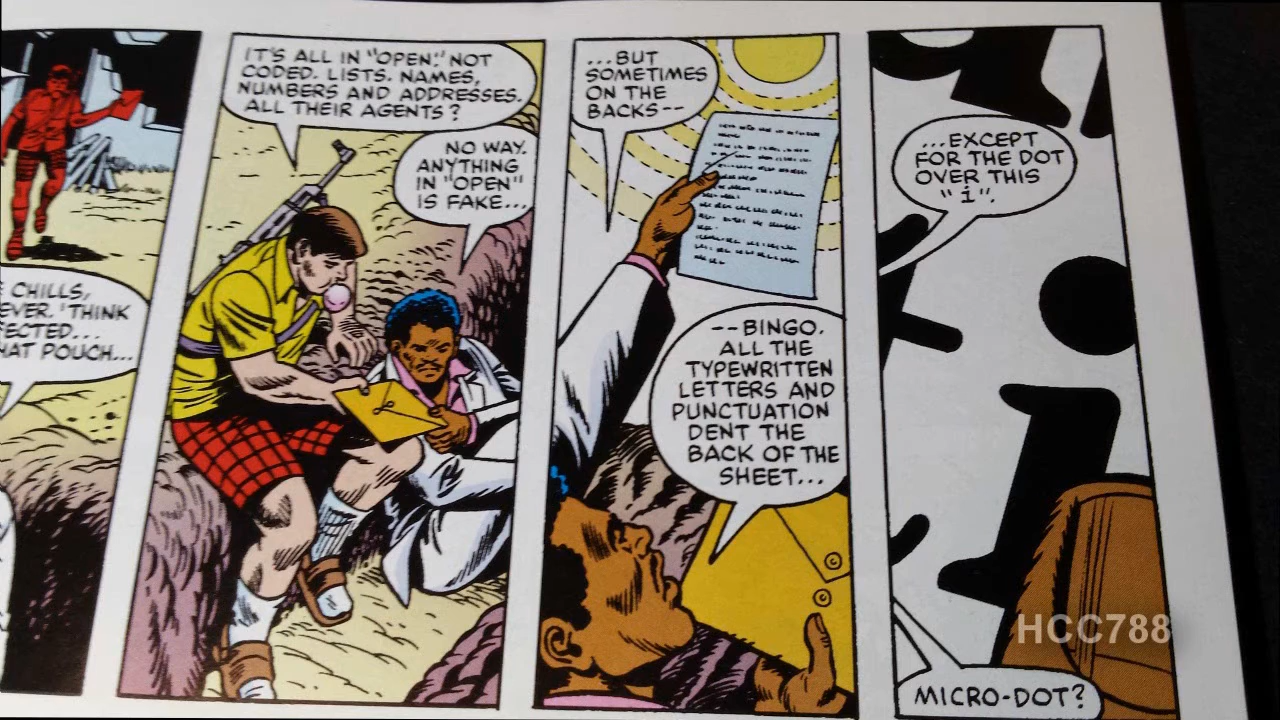 CHILLS,
EVER. 'THINK
FECTED...
HAT POUCH...
IT'S ALL IN "OPEN." NOT
CODED. LISTS. NAMES,
NUMBERS AND ADDRESSES.
ALL THEIR AGENTS?
NO WAY.
ANYTHING
IN "OPEN"
IS FAKE...
...BUT
SOMETIMES
ON THE
BACKS--
--BINGO.
ALL THE
TYPEWRITTEN
LETTERS AND
PUNCTUATION
DENT THE
BACK OF THE
SHEET...
...EXCEPT
FOR THE DOT
OVER THIS
"i".
MICRO-DOT?
HCC788